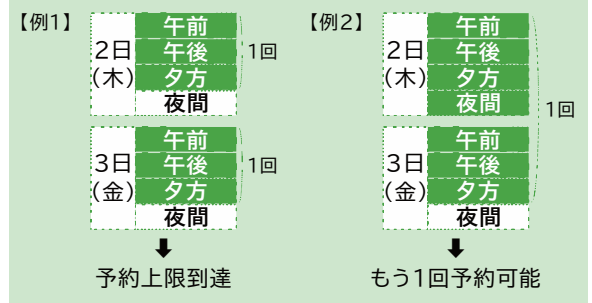 【例1】
2日
(木)
午前
午後
夕方
夜間
1回
3日
(金)
午前
午後
夕方
夜間
1回
⬇
予約上限到達
【例2】
2日
(木)
午前
午後
夕方
夜間
3日
(金)
午前
午後
夕方
夜間
1回
⬇
もう1回予約可能